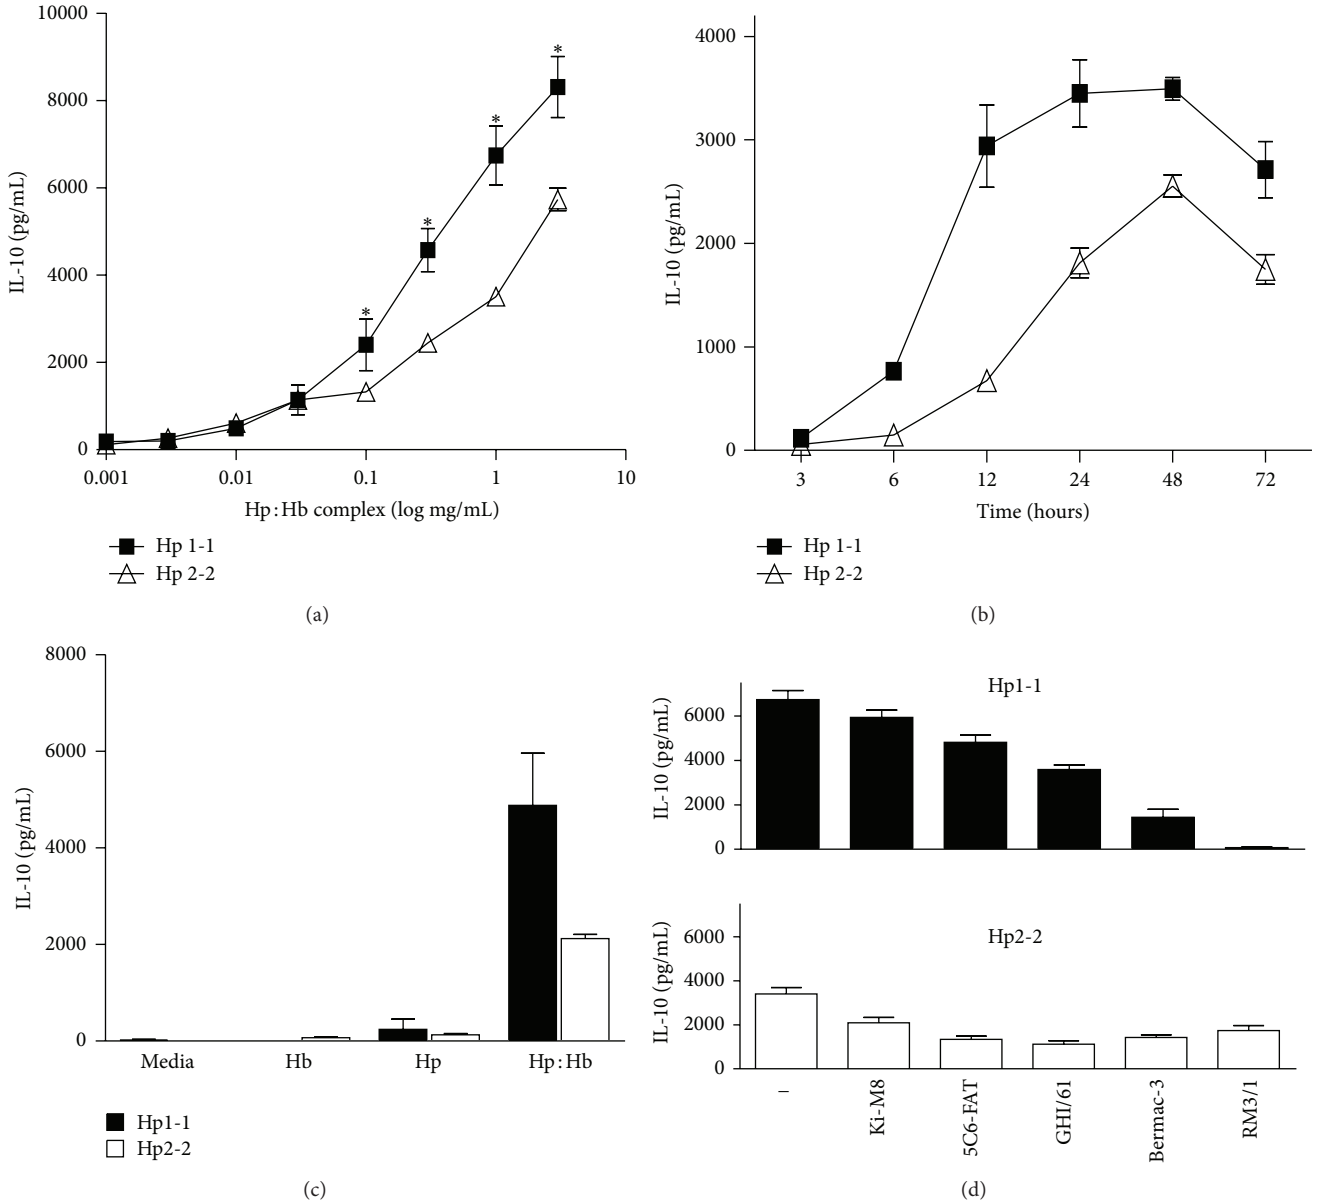 10000
8000
6000
4000
2000
0
IL-10 (pg/mL)
* * * *
0.001 0.01 0.1 1 10
Hp:Hb complex (log mg/mL)
Hp 1-1
Hp 2-2
(a)
4000
3000
2000
1000
0
IL-10 (pg/mL)
3 6 12 24 48 72
Time (hours)
Hp 1-1
Hp 2-2
(b)
8000
6000
4000
2000
0
IL-10 (pg/mL)
Media Hb Hp Hp:Hb
Hp1-1
Hp2-2
(c)
Hp1-1
6000
4000
2000
0
IL-10 (pg/mL)
Hp2-2
6000
4000
2000
0
IL-10 (pg/mL)
–
Ki-M8
5C6-FAT
GHI/61
Bermac-3
RM3/1
(d)